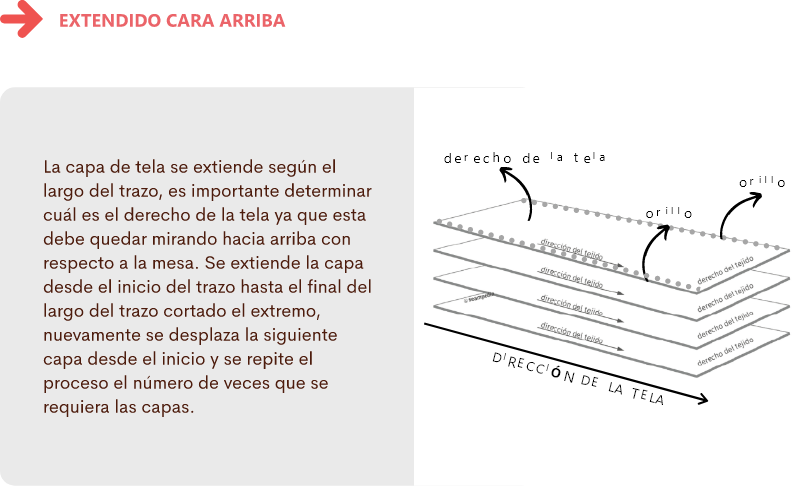 EXTENDIDO CARA ARRIBA
La capa de tela se extiende según el
largo del trazo, es importante determinar
cuál es el derecho de la tela ya que esta
debe quedar mirando hacia arriba con
respecto a la mesa. Se extiende la capa
desde el inicio del trazo hasta el final del
largo del trazo cortado el extremo,
nuevamente se desplaza la siguiente
capa desde el inicio y se repite el
proceso el número de veces que se
requiera las capas.
derecho de la tela
orillo
orillo
dirección del tejido
derecho del tejido
dirección del tejido
derecho del tejido
dirección del tejido
derecho del tejido
dirección del tejido
derecho del tejido
DIRECCIÓN DE LA TELA